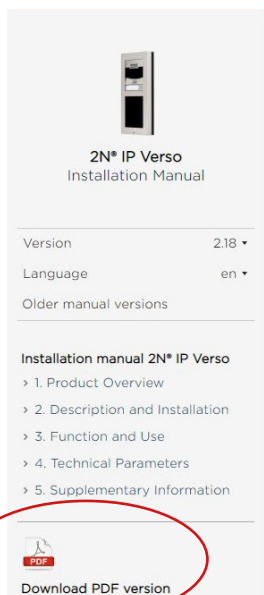 2N® IP Verso
Installation Manual
Version 2.18
Language en
Older manual versions
Installation manual 2N® IP Verso
> 1. Product Overview
> 2. Description and Installation
> 3. Function and Use
> 4. Technical Parameters
> 5. Supplementary Information
PDF
Download PDF version